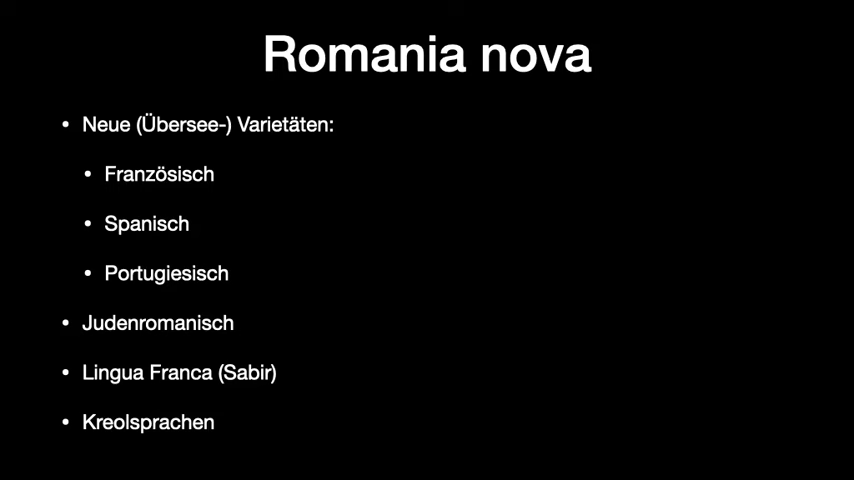 Romania nova
• Neue (Übersee-) Varietäten:
• Französisch
• Spanisch
• Portugiesisch
• Judenromanisch
• Lingua Franca (Sabir)
• Kreolsprachen